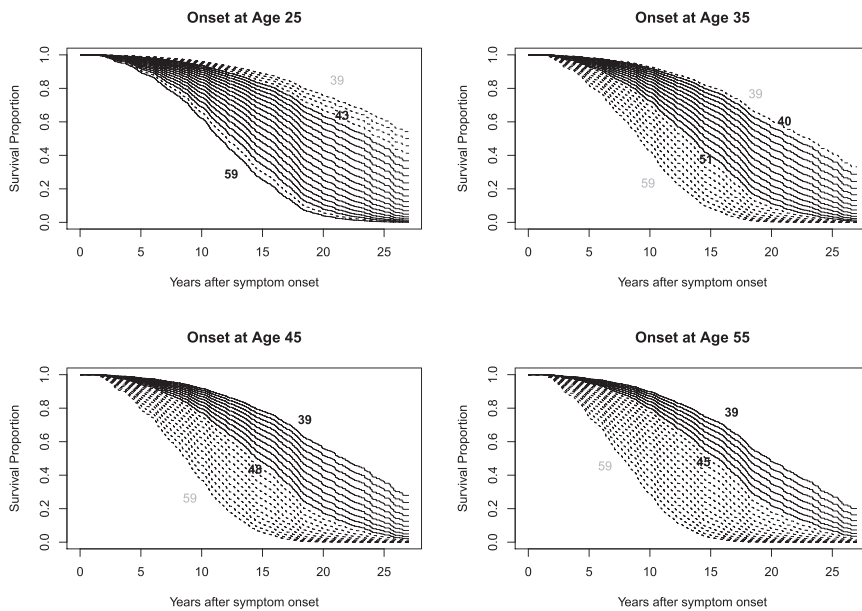 Onset at Age 25
Survival Proportion
1.0
0.8
0.6
0.4
0.2
0.0
39
43
59
0 5 10 15 20 25
Years after symptom onset
Onset at Age 35
Survival Proportion
1.0
0.8
0.6
0.4
0.2
0.0
39
40
51
59
0 5 10 15 20 25
Years after symptom onset
Onset at Age 45
Survival Proportion
1.0
0.8
0.6
0.4
0.2
0.0
39
48
59
0 5 10 15 20 25
Years after symptom onset
Onset at Age 55
Survival Proportion
1.0
0.8
0.6
0.4
0.2
0.0
39
45
59
0 5 10 15 20 25
Years after symptom onset